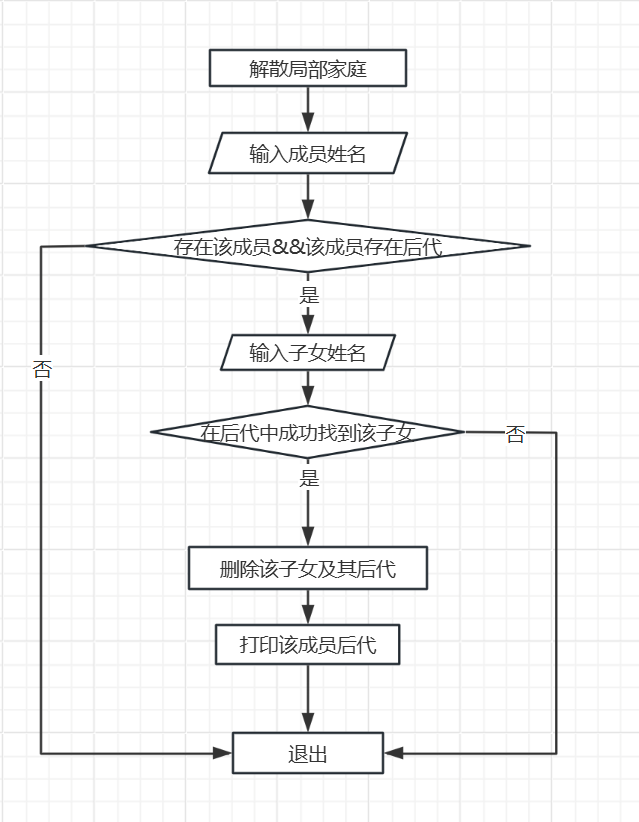 解散局部家庭
输入成员姓名
存在该成员&&该成员存在后代
是
输入子女姓名
否
在后代中成功找到该子女
否
是
删除该子女及其后代
打印该成员后代
退出